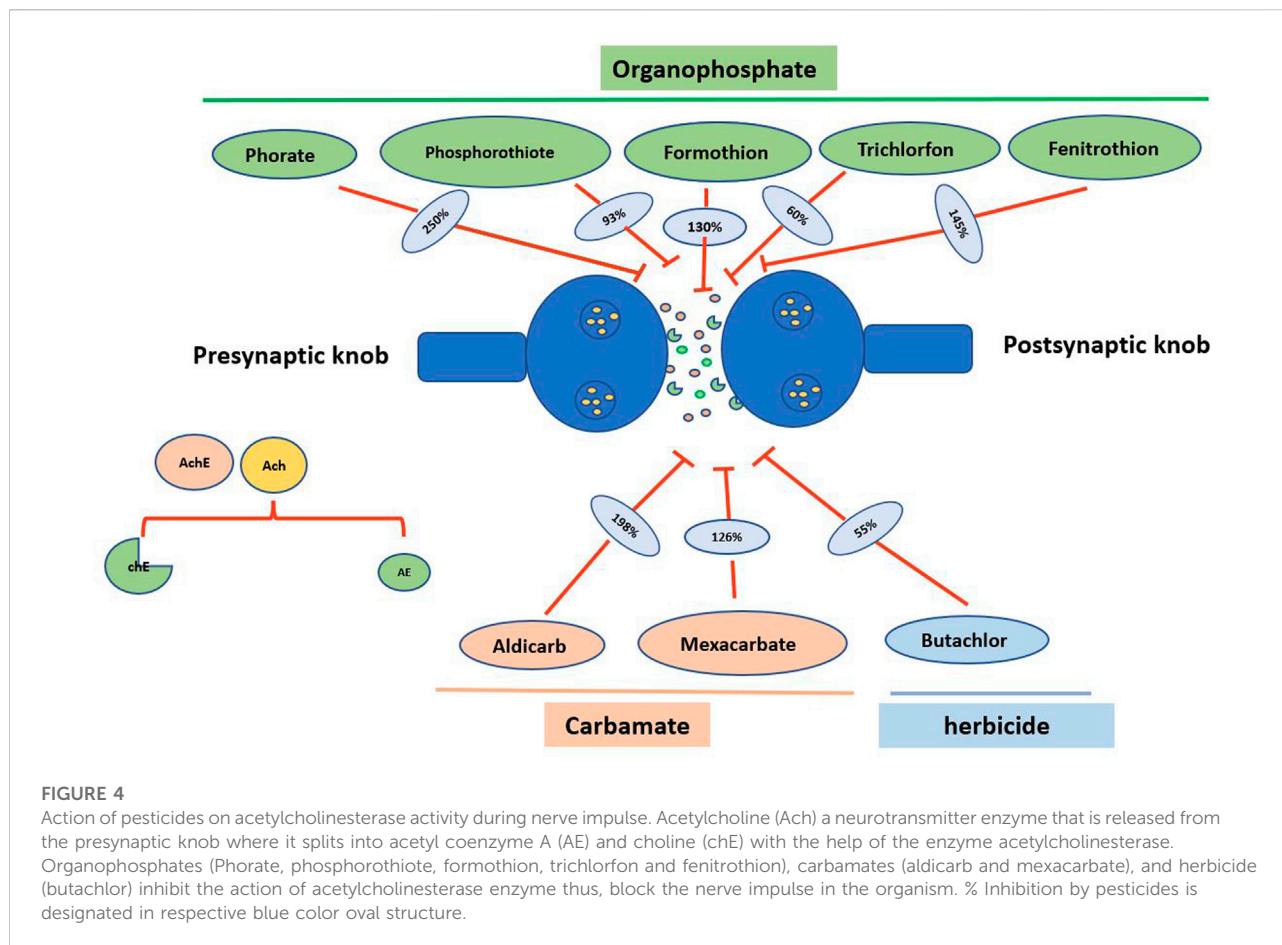 Organophosphate
Phorate
Phosphorothiote
Formothion
Trichlorfon
Fenitrothion
250%
93%
130%
60%
145%
Presynaptic knob
Postsynaptic knob
AchE
Ach
chE
AE
198%
126%
55%
Aldicarb
Mexacarbate
Butachlor
Carbamate
herbicide
FIGURE 4
Action of pesticides on acetylcholinesterase activity during nerve impulse. Acetylcholine (Ach) a neurotransmitter enzyme that is released from
the presynaptic knob where it splits into acetyl coenzyme A (AE) and choline (chE) with the help of the enzyme acetylcholinesterase.
Organophosphates (Phorate, phosphorothiote, formothion, trichlorfon and fenitrothion), carbamates (aldicarb and mexacarbate), and herbicide
(butachlor) inhibit the action of acetylcholinesterase enzyme thus, block the nerve impulse in the organism. % Inhibition by pesticides is
designated in respective blue color oval structure.